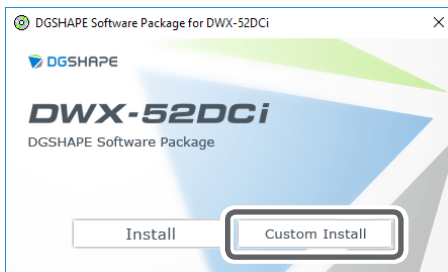 DGSHAPE Software Package for DWX-52DCi
DGSHAPE
DWX-52DCi
DGSHAPE Software Package
Install
Custom Install